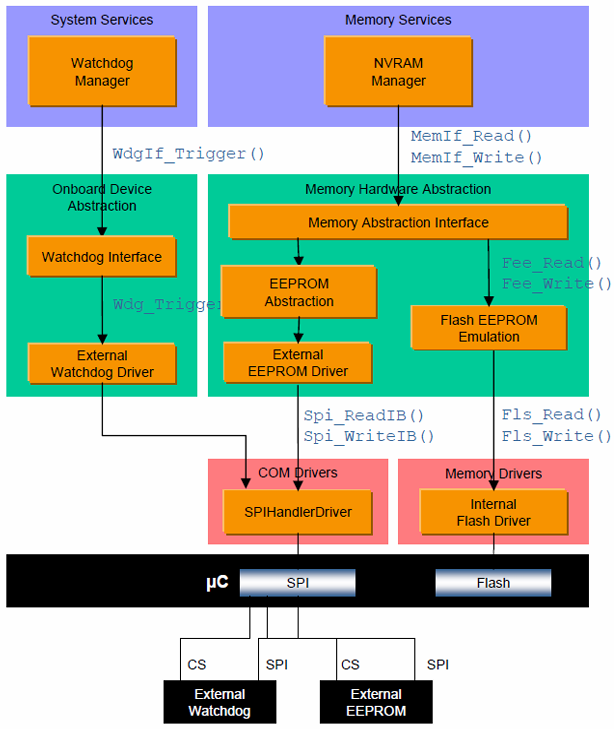 System Services
Memory Services
Watchdog
Manager
NVRAM
Manager
WdgIf_Trigger()
MemIf_Read()
MemIf_Write()
Onboard Device
Abstraction
Memory Hardware Abstraction
Memory Abstraction Interface
Watchdog Interface
EEPROM
Abstraction
Fee_Read()
Fee_Write()
Wdg_Trigger
Flash EEPROM
Emulation
External
Watchdog Driver
External
EEPROM Driver
Spi_ReadIB()
Spi_WriteIB()
Fls_Read()
Fls_Write()
COM Drivers
Memory Drivers
SPIHandlerDriver
Internal
Flash Driver
µC
SPI
Flash
CS
SPI
CS
SPI
External
Watchdog
External
EEPROM